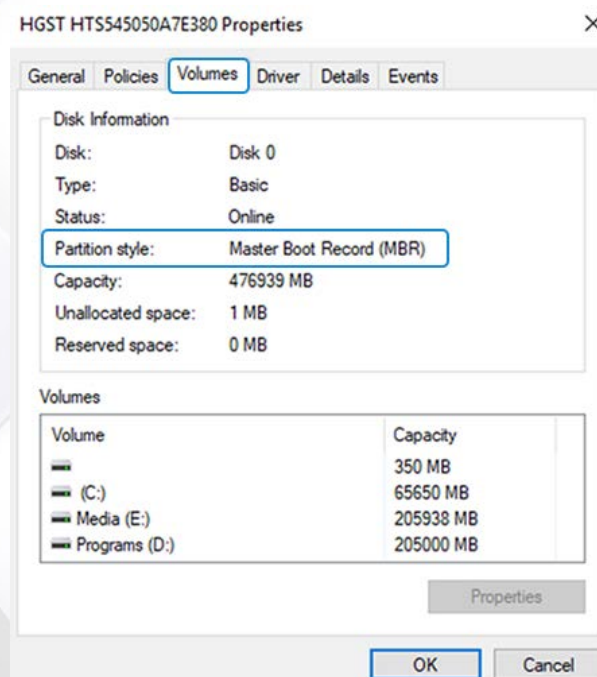 HGST HTS545050A7E380 Properties
General Policies Volumes Driver Details Events
Disk Information
Disk: Disk 0
Type: Basic
Status: Online
Partition style: Master Boot Record (MBR)
Capacity: 476939 MB
Unallocated space: 1 MB
Reserved space: 0 MB
Volumes
Volume Capacity
350 MB
(C:) 65650 MB
Media (E:) 205938 MB
Programs (D:) 205000 MB
Properties
OK Cancel